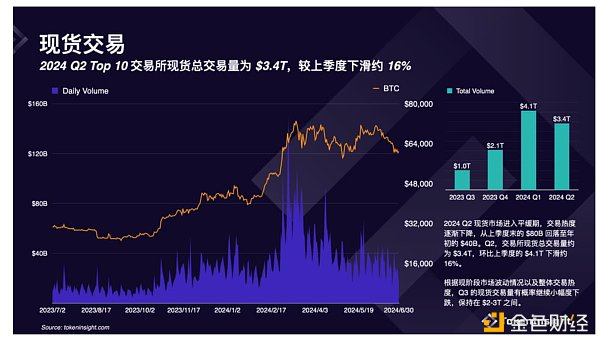 现货交易
2024 Q2 Top 10 交易所现货总交易量为 $3.4T，较上季度下滑约 16%
Daily Volume
BTC
$160B
$120B
$80B
$40B
$80,000
$64,000
$48,000
$32,000
$16,000
2023/7/2
2023/8/17
2023/10/2
2023/11/17
2024/1/2
2024/2/17
2024/4/3
2024/5/19
2024/6/30
Total Volume
$1.0T
$2.1T
$4.1T
$3.4T
2023 Q3
2023 Q4
2024 Q1
2024 Q2
2024 Q2 现货市场进入平缓期，交易热度
逐渐下降，从上季度末的 $80B 回落至年
初的 $40B。Q2，交易所现货总交易量约
为 $3.4T，环比上季度的 $4.1T 下滑约
16%。
根据现阶段市场波动情况以及整体交易热
度，Q3 的现货交易量有概率继续小幅度下
跌，保持在 $2-3T 之间。
Source: tokeninsight.com
TokenInsight
金色财经